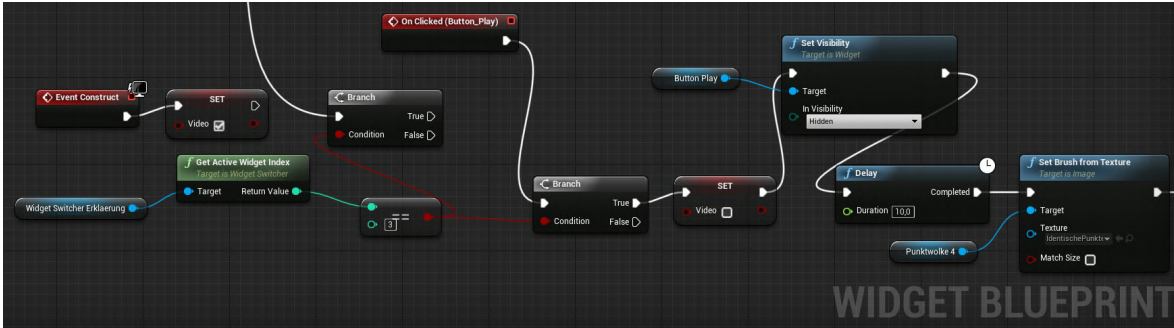 On Clicked (Button_Play)
Set Visibility
Target is Widget
Button Play
Target
In Visibility
Hidden
Event Construct
SET
Video
Branch
True
Condition
False
Get Active Widget Index
Target is Widget Switcher
Target
Return Value
Widget Switcher Erklaerung
==
3
Branch
True
Condition
False
SET
Video
Delay
Completed
Duration
10,0
Set Brush from Texture
Target is Image
Target
Texture
Match Size
Punktwolke 4
WIDGET BLUEPRINT